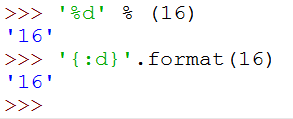 >>> '%d' % (16)
'16'
>>> '{:d}'.format(16)
'16'
>>>